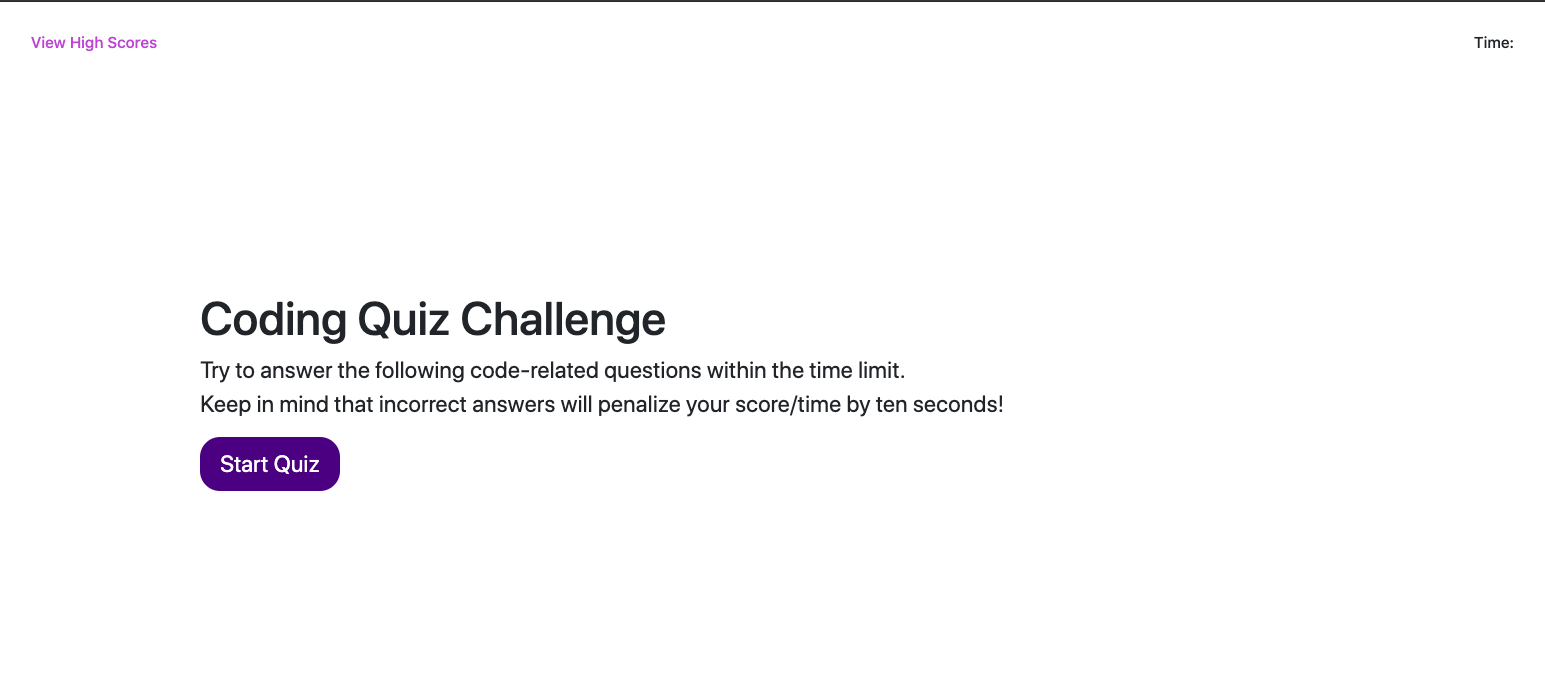 View High Scores
Time:
Coding Quiz Challenge
Try to answer the following code-related questions within the time limit.
Keep in mind that incorrect answers will penalize your score/time by ten seconds!
Start Quiz